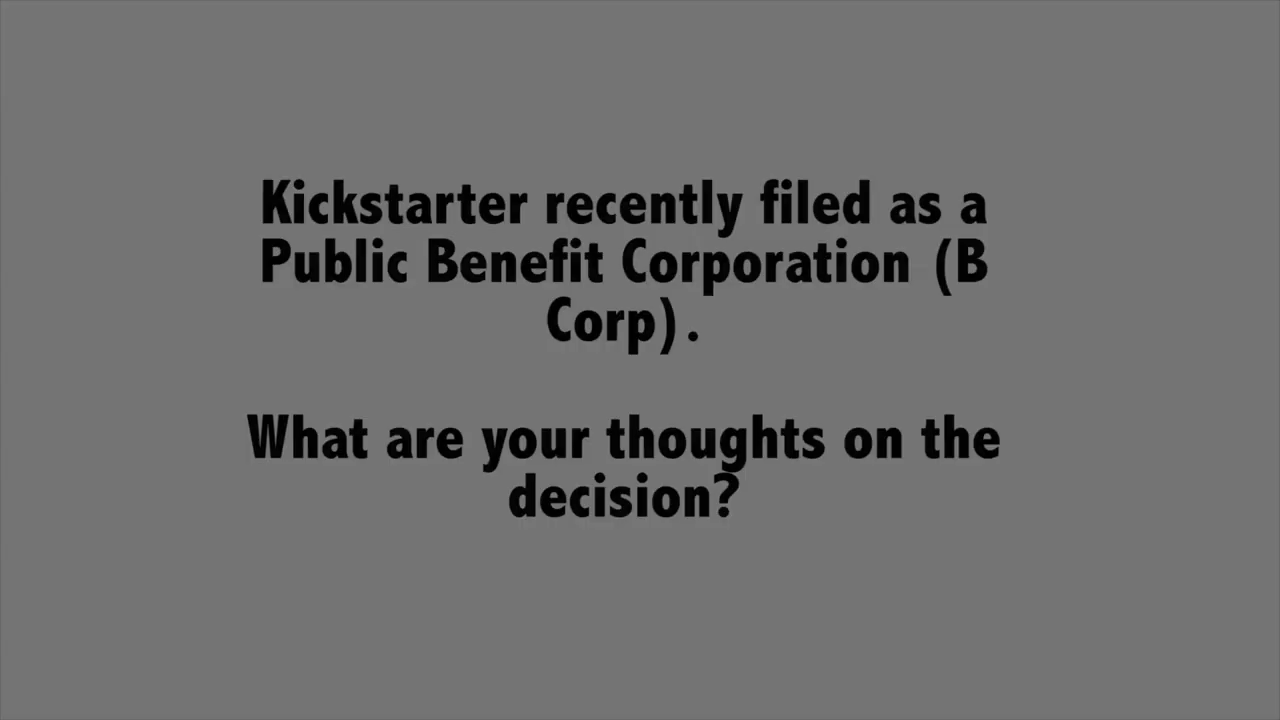 Kickstarter recently filed as a
Public Benefit Corporation (B
Corp).
What are your thoughts on the
decision?